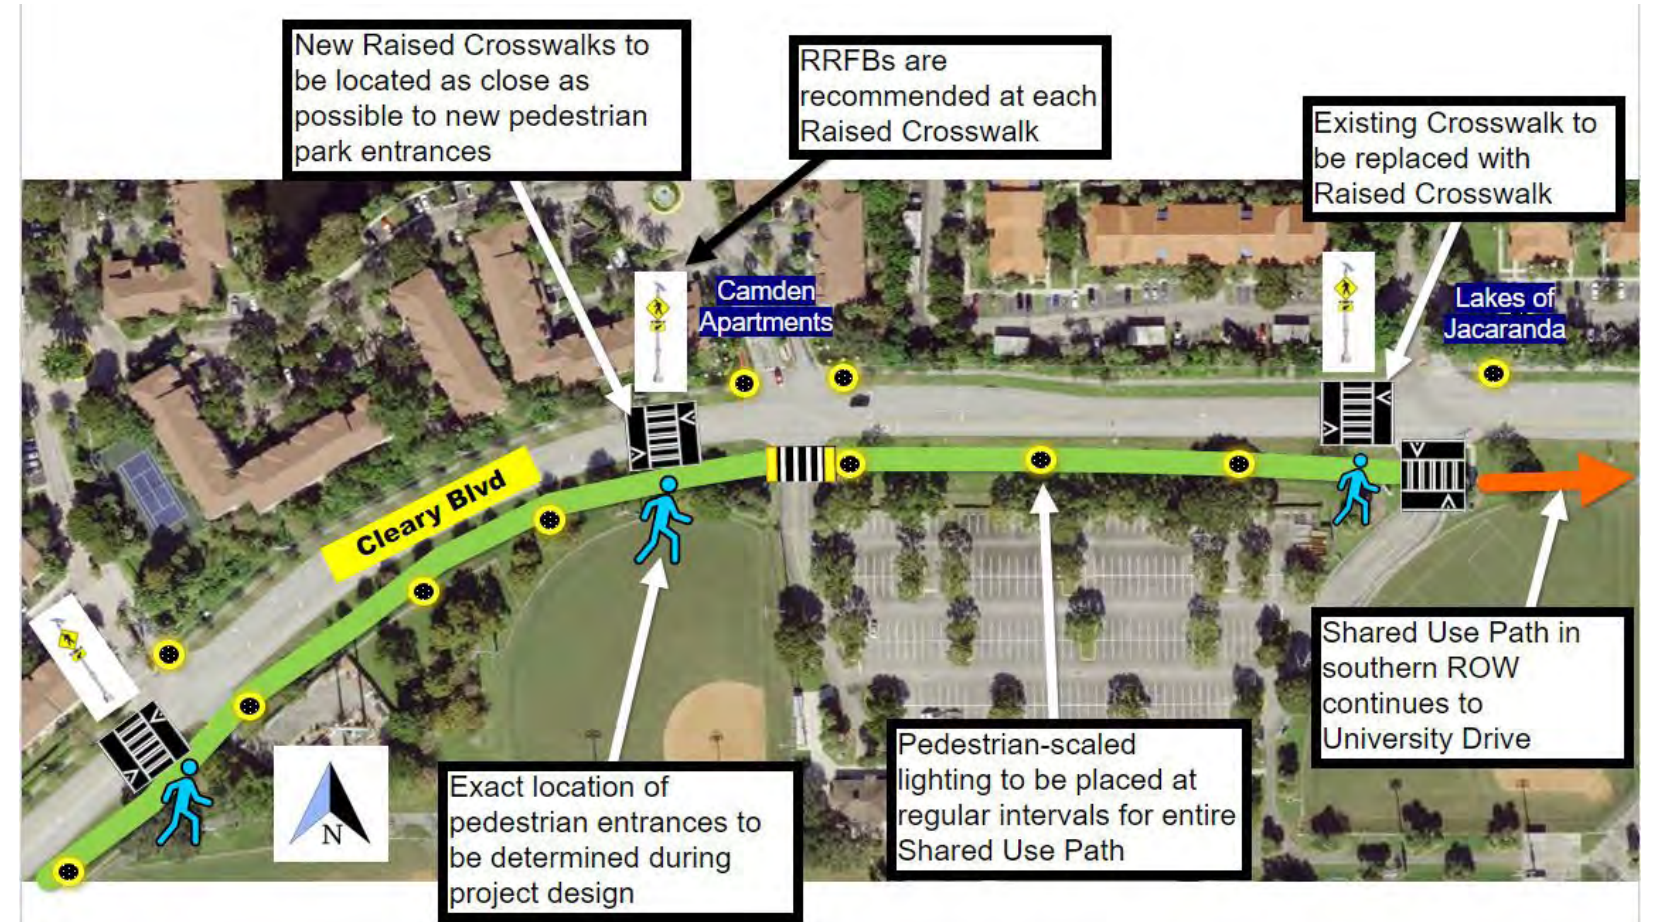 New Raised Crosswalks to
be located as close as
possible to new pedestrian
park entrances
RRFBs are
recommended at each
Raised Crosswalk
Existing Crosswalk to
be replaced with
Raised Crosswalk
Camden
Apartments
Lakes of
Jacaranda
Cleary Blvd
Shared Use Path in
southern ROW
continues to
University Drive
Pedestrian-scaled
lighting to be placed at
regular intervals for entire
Shared Use Path
Exact location of
pedestrian entrances to
be determined during
project design
N